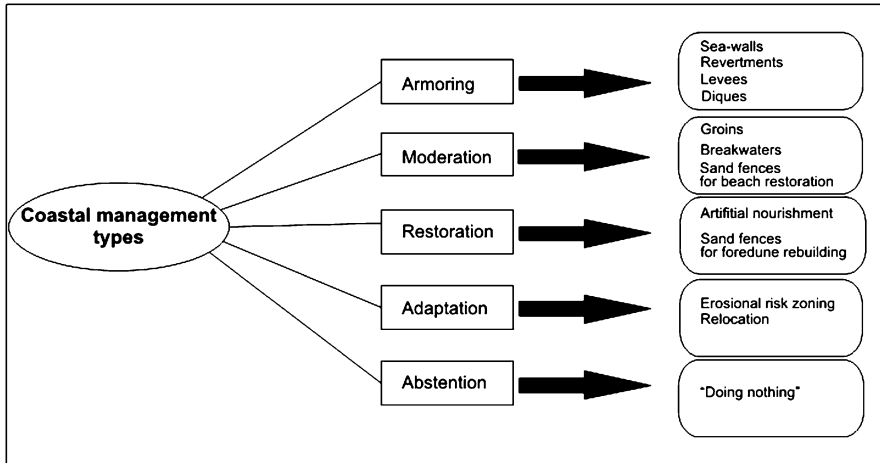 Coastal management
types
Armoring
Sea-walls
Revertments
Levees
Diques
Moderation
Groins
Breakwaters
Sand fences
for beach restoration
Restoration
Artifitial nourishment
Sand fences
for foredune rebuilding
Adaptation
Erosional risk zoning
Relocation
Abstention
"Doing nothing"